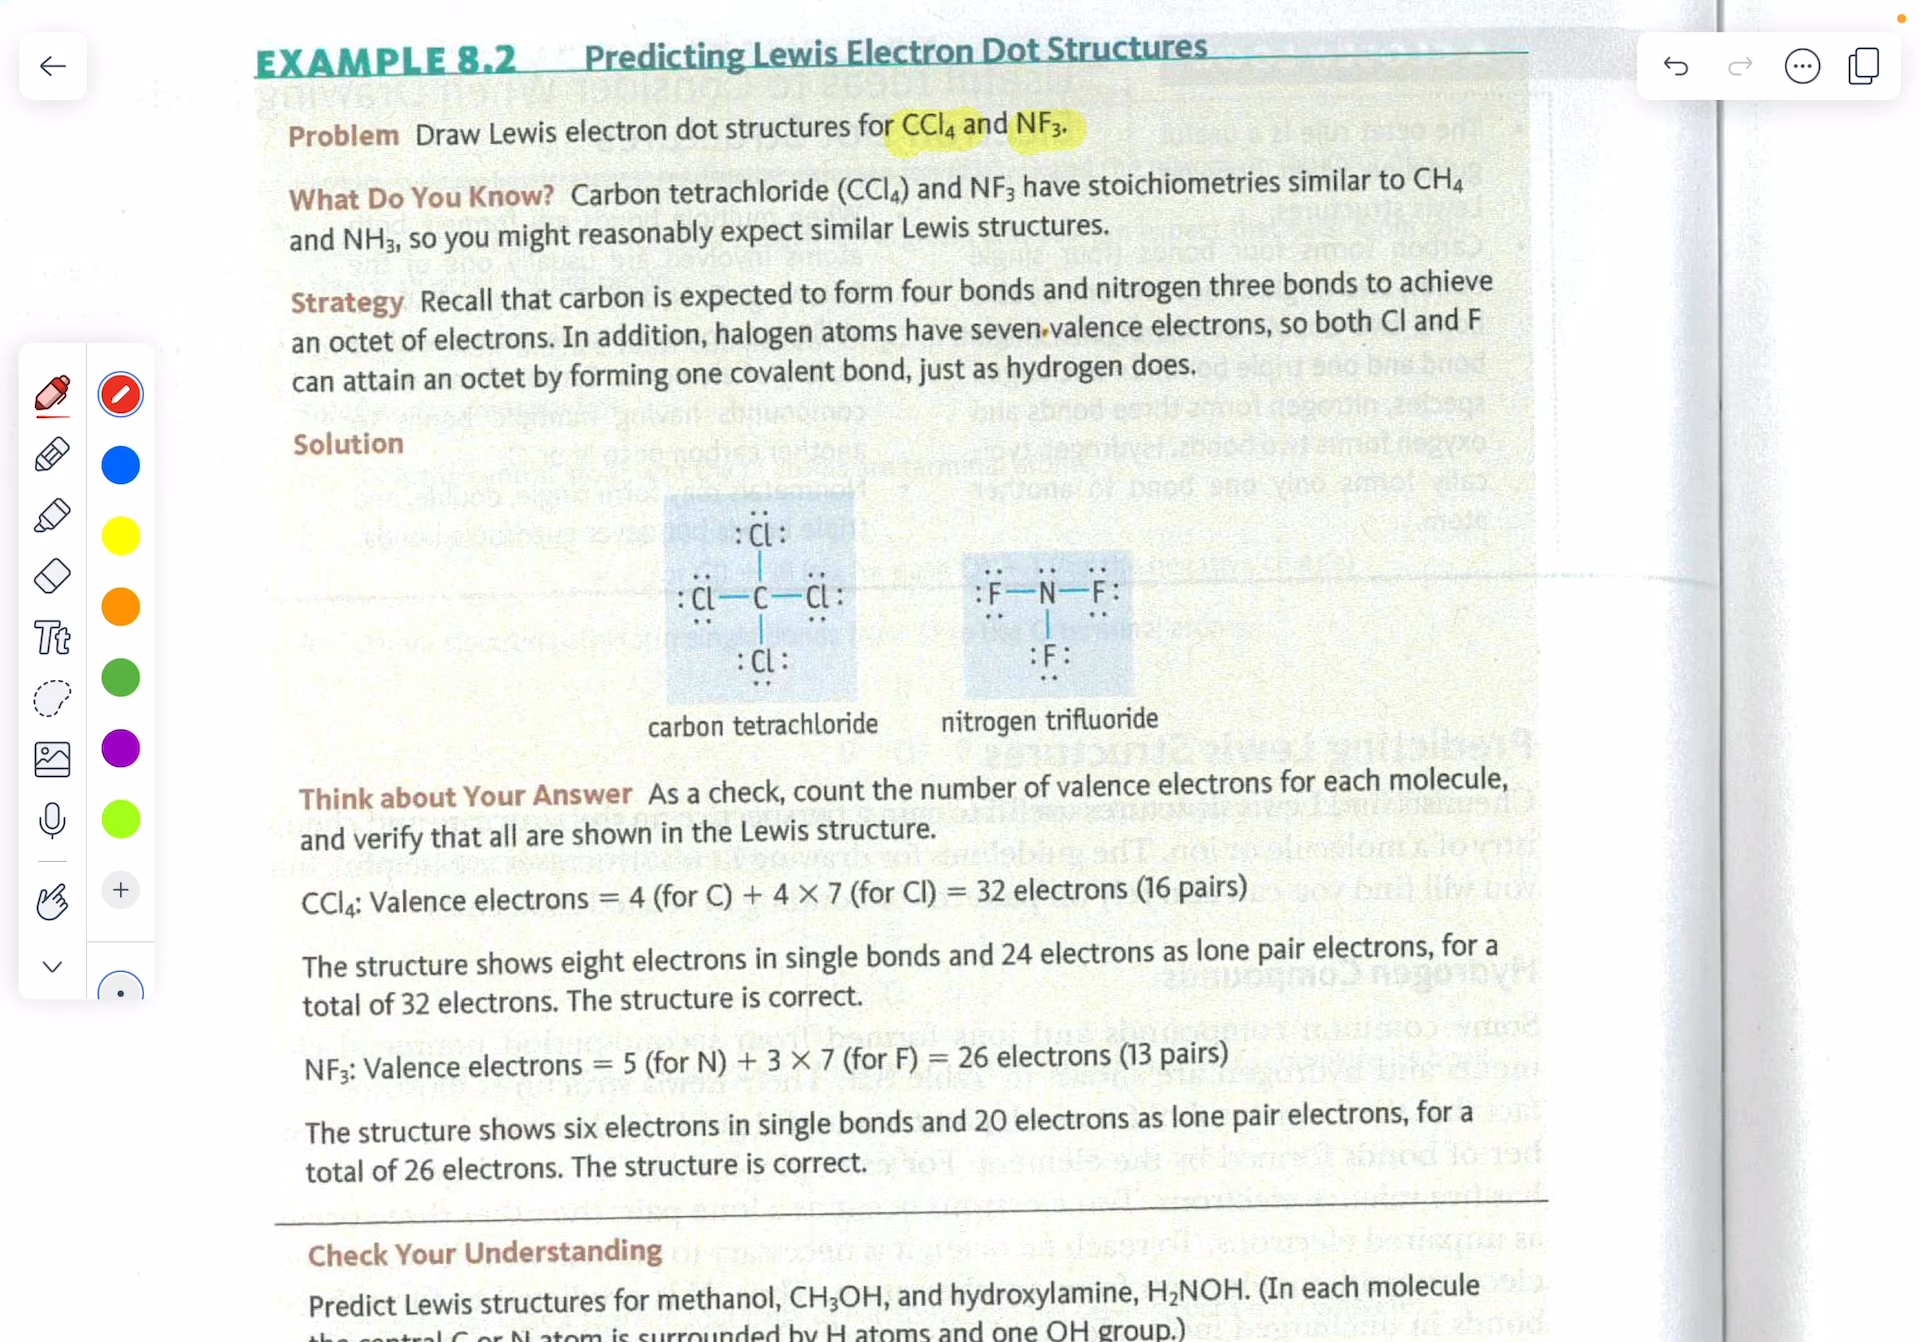 EXAMPLE 8.2 Predicting Lewis Electron Dot Structures
Problem Draw Lewis electron dot structures for CCl₄ and NF₃.
What Do You Know? Carbon tetrachloride (CCl₄) and NF₃ have stoichiometries similar to CH₄
and NH₃, so you might reasonably expect similar Lewis structures.
Strategy Recall that carbon is expected to form four bonds and nitrogen three bonds to achieve
an octet of electrons. In addition, halogen atoms have seven valence electrons, so both Cl and F
can attain an octet by forming one covalent bond, just as hydrogen does.
Solution
:Cl:
:Cl—C—Cl:
:Cl:
carbon tetrachloride
:F—N—F:
:F:
nitrogen trifluoride
Think about Your Answer As a check, count the number of valence electrons for each molecule,
and verify that all are shown in the Lewis structure.
CCl₄: Valence electrons = 4 (for C) + 4 × 7 (for Cl) = 32 electrons (16 pairs)
The structure shows eight electrons in single bonds and 24 electrons as lone pair electrons, for a
total of 32 electrons. The structure is correct.
NF₃: Valence electrons = 5 (for N) + 3 × 7 (for F) = 26 electrons (13 pairs)
The structure shows six electrons in single bonds and 20 electrons as lone pair electrons, for a
total of 26 electrons. The structure is correct.
Check Your Understanding
Predict Lewis structures for methanol, CH₃OH, and hydroxylamine, H₂NOH. (In each molecule
the central C or N atom is surrounded by H atoms and one OH group.)
Tt